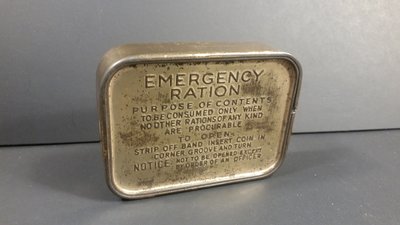 EMERGENCY
RATION
PURPOSE OF CONTENTS
TO BE CONSUMED ONLY WHEN
NO OTHER RATIONS OF ANY KIND
ARE PROCURABLE
TO OPEN
STRIP OFF BAND INSERT COIN IN
CORNER GROOVE AND TURN
NOTICE. NOT TO BE OPENED EXCEPT
BY ORDER OF AN OFFICER